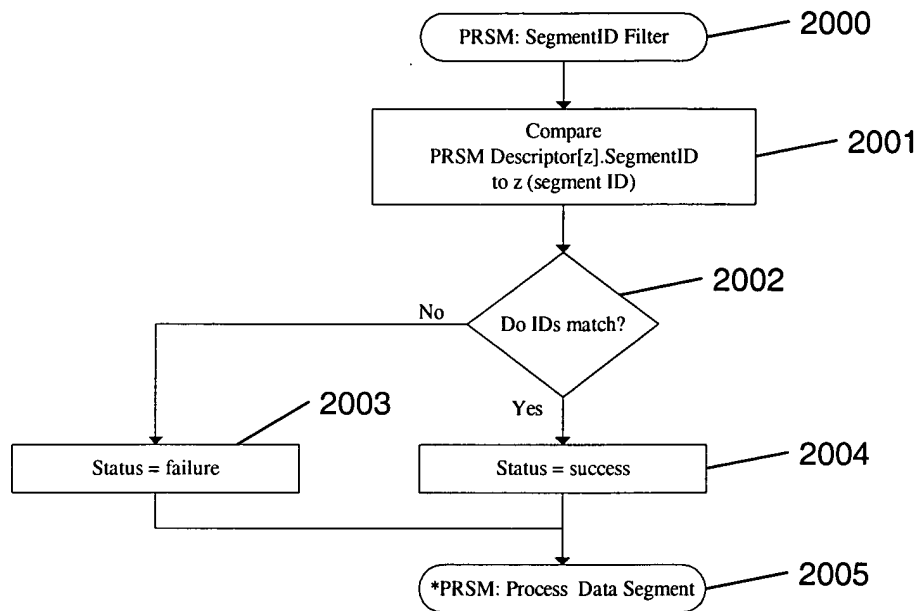 PRSM: SegmentID Filter
2000
Compare
PRSM Descriptor[z].SegmentID
to z (segment ID)
2001
2002
Do IDs match?
No
Yes
2003
Status = failure
Status = success
2004
*PRSM: Process Data Segment
2005